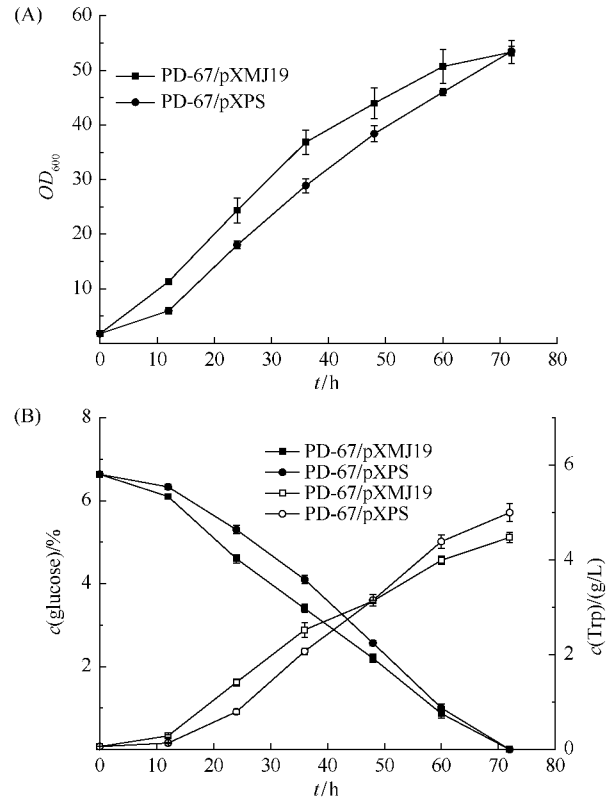 (A)
60
50
40
30
20
10
OD600
PD-67/pXMJ19
PD-67/pXPS
0 10 20 30 40 50 60 70 80
t/h
(B)
8
6
4
2
c(glucose)/%
PD-67/pXMJ19
PD-67/pXPS
PD-67/pXMJ19
PD-67/pXPS
6
4
2
0
c(Trp)/(g/L)
0 10 20 30 40 50 60 70 80
t/h